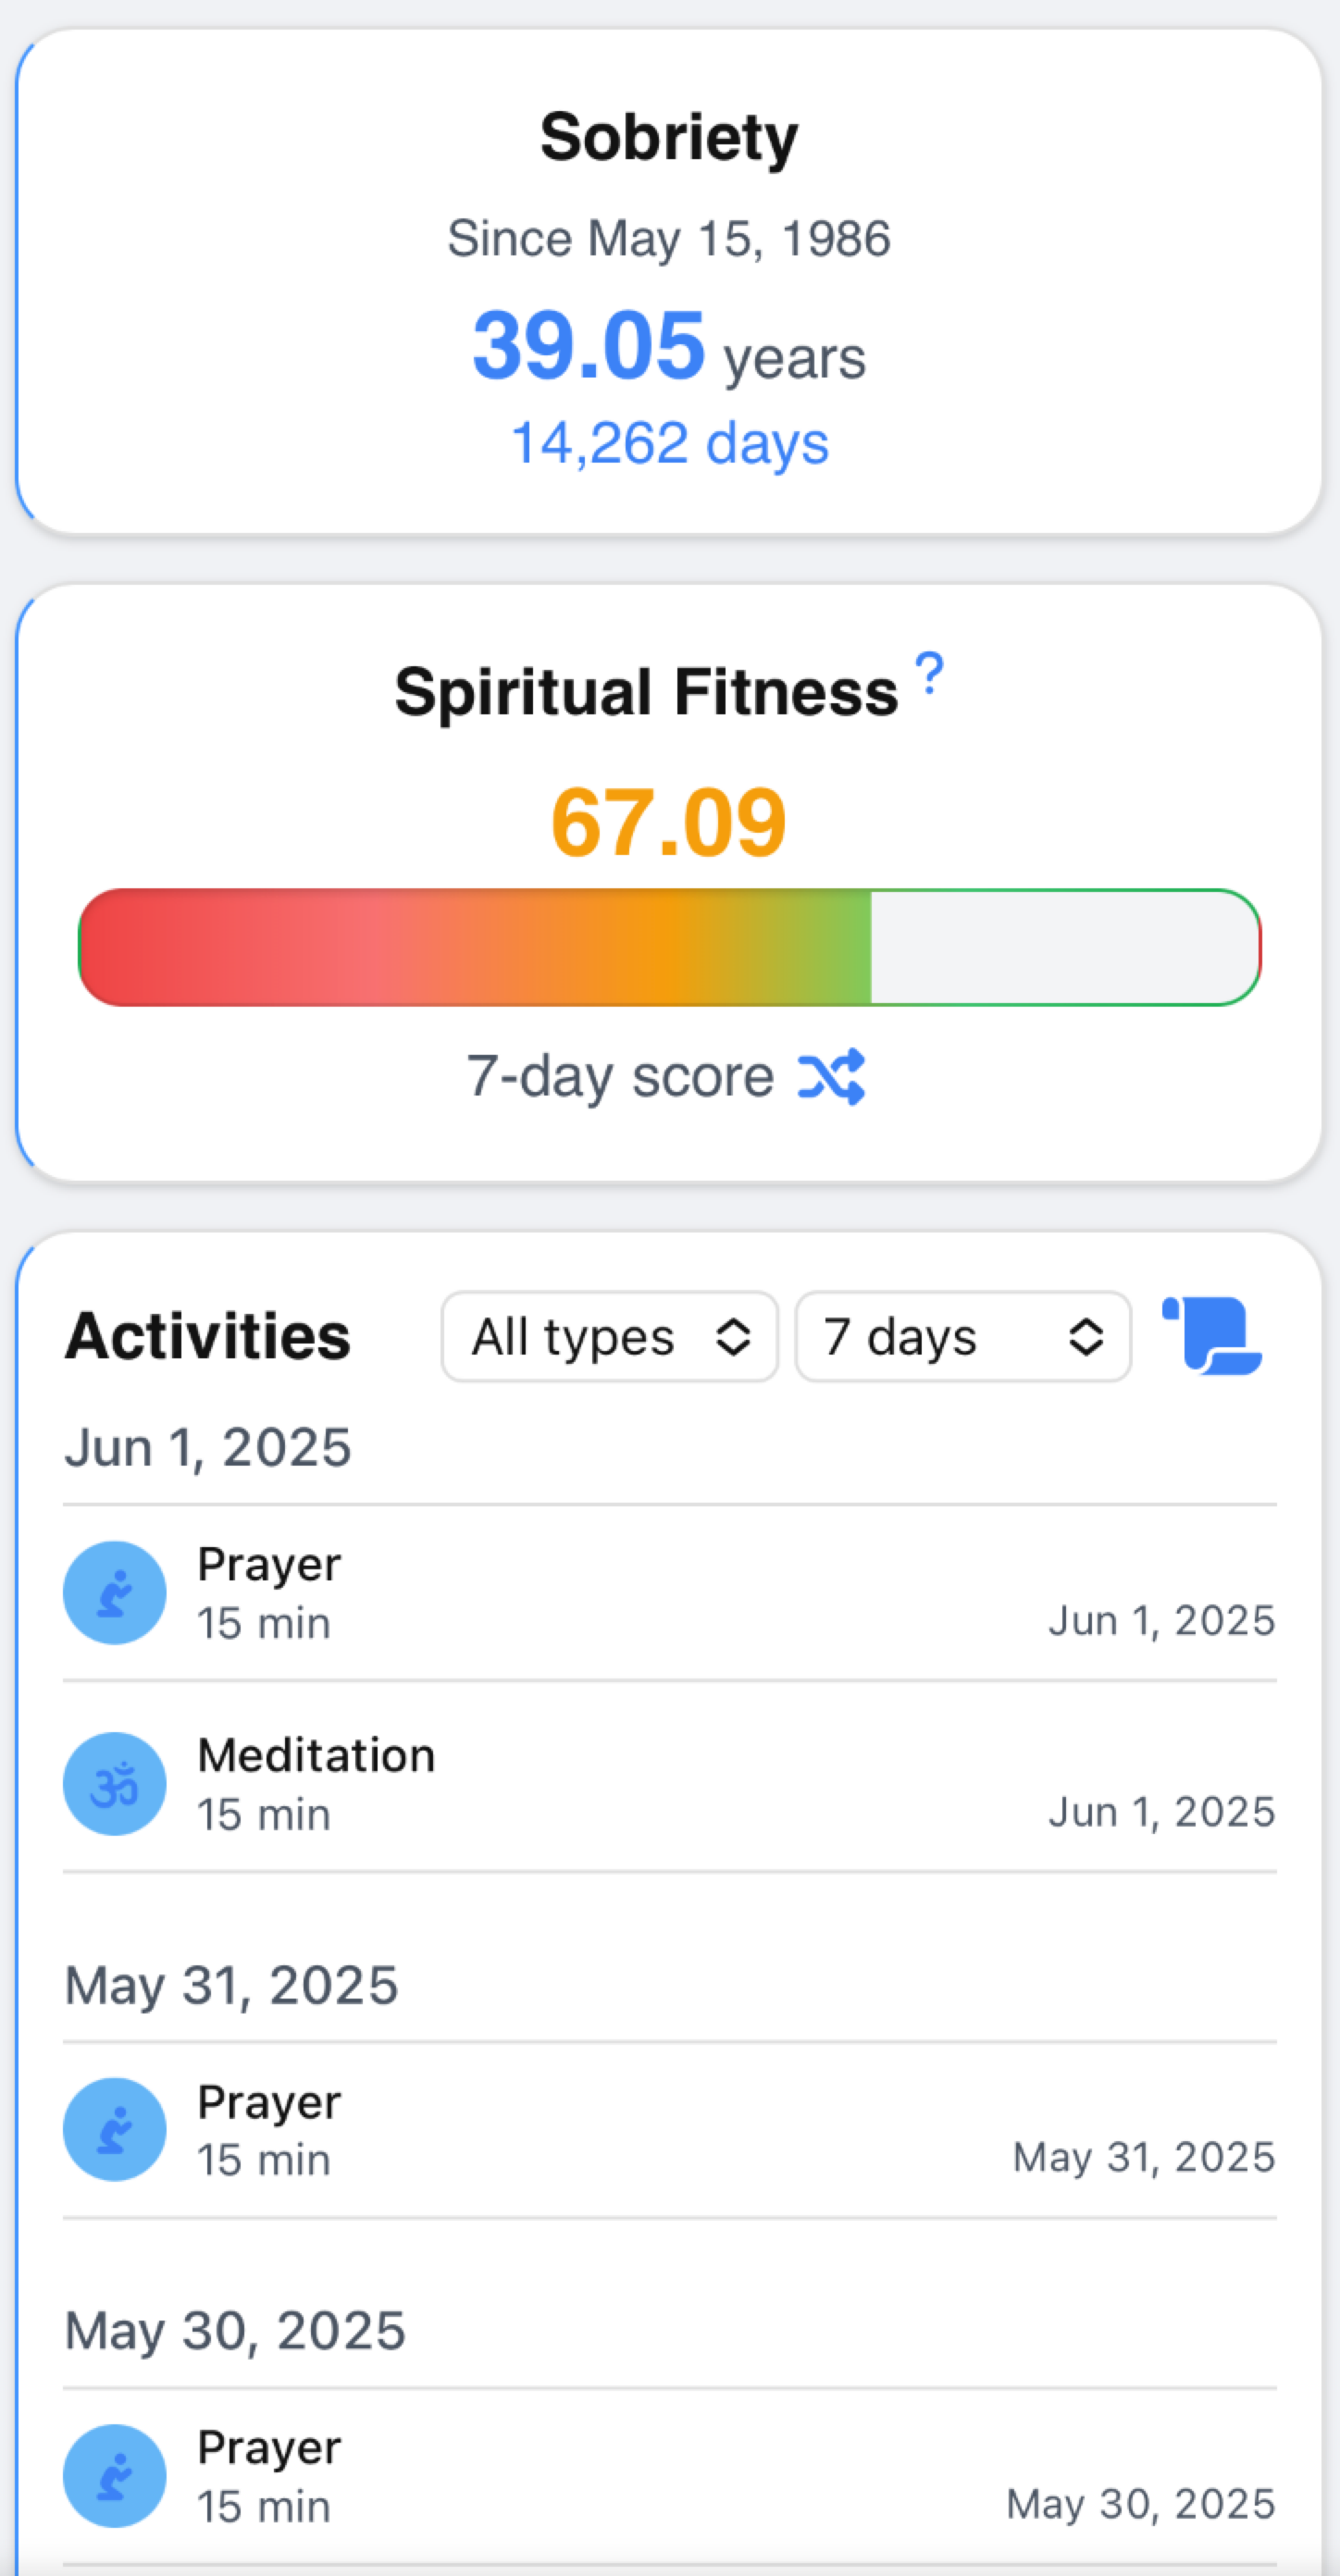 Sobriety
Since May 15, 1986
39.05 years
14,262 days
Spiritual Fitness ?
67.09
7-day score
Activities All types 7 days
Jun 1, 2025
Prayer
15 min Jun 1, 2025
ॐ Meditation
15 min Jun 1, 2025
May 31, 2025
Prayer
15 min May 31, 2025
May 30, 2025
Prayer
15 min May 30, 2025